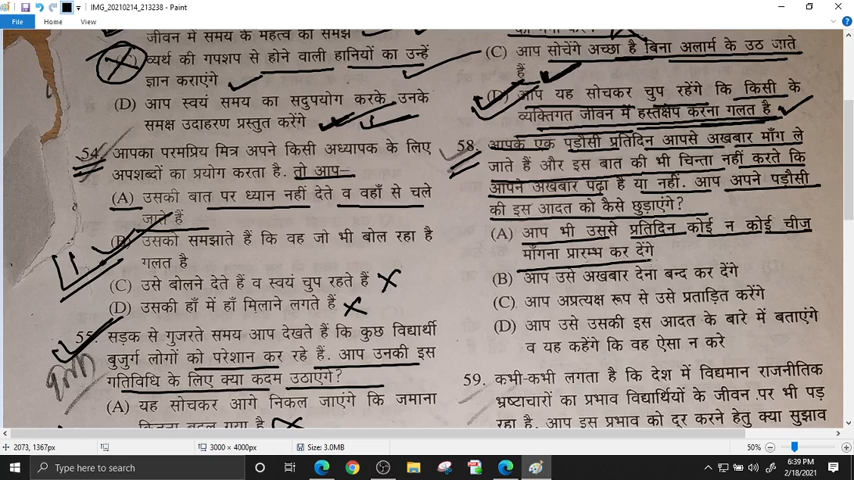 IMG_20210214_213238 - Paint
File
Home
View
जीवन में समय के महत्व को समझ
व्यर्थ की गपशप से होने वाली हानियों का उन्हें
ज्ञान कराएंगे
(D) आप स्वयं समय का सदुपयोग करके उनके
समक्ष उदाहरण प्रस्तुत करेंगे
54. आपका परमप्रिय मित्र अपने किसी अध्यापक के लिए
अपशब्दों का प्रयोग करता है. तो आप–
(A) उसकी बात पर ध्यान नहीं देते व वहाँ से चले
जाते हैं
(B) उसको समझाते हैं कि वह जो भी बोल रहा है
गलत है
(C) उसे बोलने देते हैं व स्वयं चुप रहते हैं
(D) उसकी हाँ में हाँ मिलाने लगते हैं
55. सड़क से गुजरते समय आप देखते हैं कि कुछ विद्यार्थी
बुजुर्ग लोगों को परेशान कर रहे हैं. आप उनकी इस
गतिविधि के लिए क्या कदम उठाएंगे?
(A) यह सोचकर आगे निकल जाएंगे कि जमाना
कितना बदल गया है
(C) आप सोचेंगे अच्छा है बिना अलार्म के उठ जाते
हैं
(D) आप यह सोचकर चुप रहेंगे कि किसी के
व्यक्तिगत जीवन में हस्तक्षेप करना गलत है
58. आपके एक पड़ौसी प्रतिदिन आपसे अखबार माँग ले
जाते हैं और इस बात की भी चिन्ता नहीं करते कि
आपने अखबार पढ़ा है या नहीं. आप अपने पड़ौसी
की इस आदत को कैसे छुड़ाएंगे?
(A) आप भी उससे प्रतिदिन कोई न कोई चीज
माँगना प्रारम्भ कर देंगे
(B) आप उसे अखबार देना बन्द कर देंगे
(C) आप अप्रत्यक्ष रूप से उसे प्रताड़ित करेंगे
(D) आप उसे उसकी इस आदत के बारे में बताएंगे
व यह कहेंगे कि वह ऐसा न करे
59. कभी-कभी लगता है कि देश में विद्यमान राजनीतिक
भ्रष्टाचारों का प्रभाव विद्यार्थियों के जीवन पर भी पड़
रहा है. आप इस प्रभाव को दूर करने हेतु क्या सुझाव
2073, 1367px
3000 × 4000px
Size: 3.0MB
50%
Type here to search
6:39 PM
2/18/2021